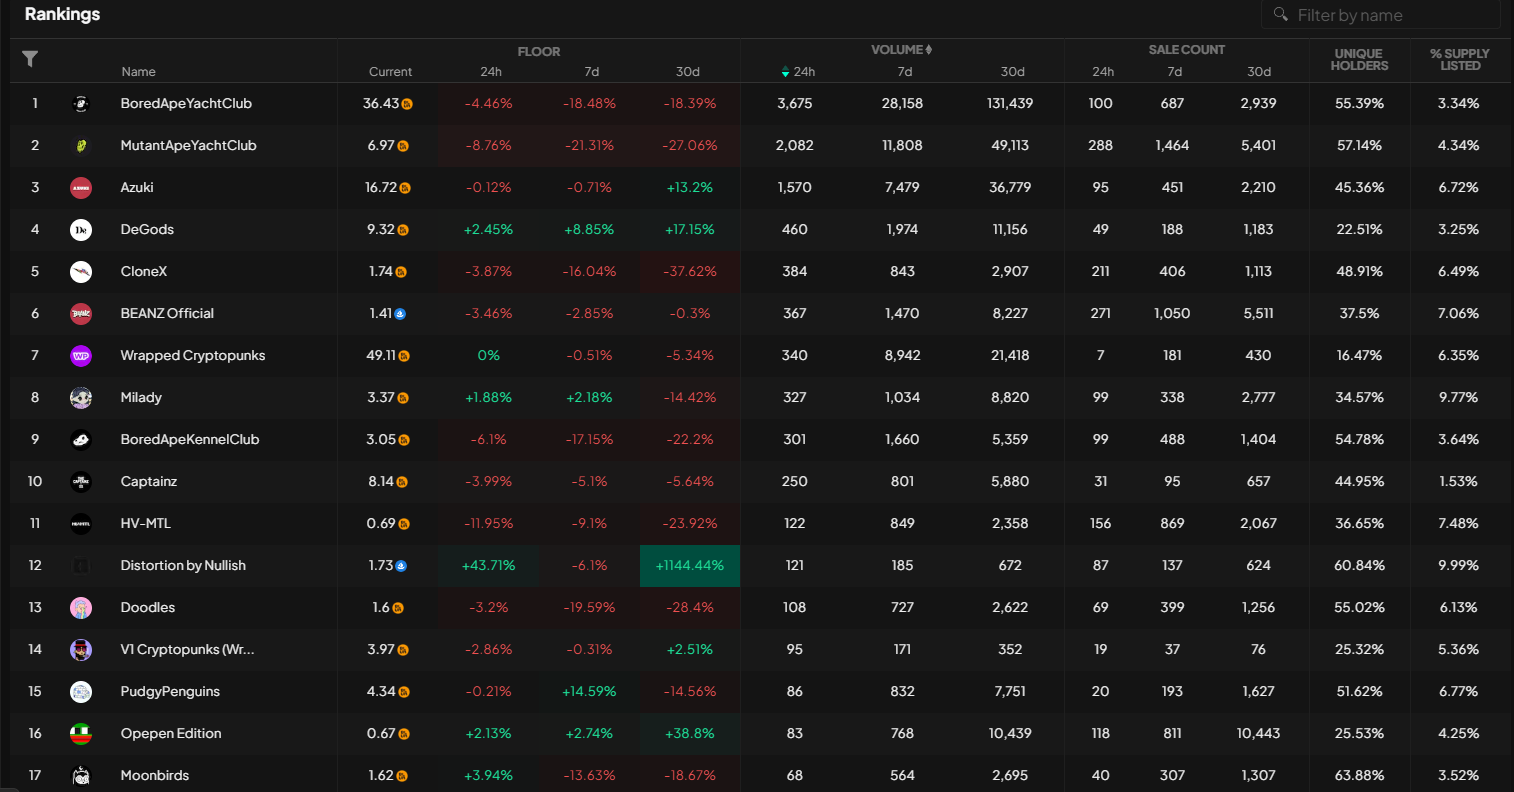 Rankings
Filter by name
FLOOR VOLUME SALE COUNT UNIQUE HOLDERS % SUPPLY LISTED
Name Current 24h 7d 30d 24h 7d 30d 24h 7d 30d
1 BoredApeYachtClub 36.43 -4.46% -18.48% -18.39% 3,675 28,158 131,439 100 687 2,939 55.39% 3.34%
2 MutantApeYachtClub 6.97 -8.76% -21.31% -27.06% 2,082 11,808 49,113 288 1,464 5,401 57.14% 4.34%
3 Azuki 16.72 -0.12% -0.71% +13.2% 1,570 7,479 36,779 95 451 2,210 45.36% 6.72%
4 DeGods 9.32 +2.45% +8.85% +17.15% 460 1,974 11,156 49 188 1,183 22.51% 3.25%
5 CloneX 1.74 -3.87% -16.04% -37.62% 384 843 2,907 211 406 1,113 48.91% 6.49%
6 BEANZ Official 1.41 -3.46% -2.85% -0.3% 367 1,470 8,227 271 1,050 5,511 37.5% 7.06%
7 WP Wrapped Cryptopunks 49.11 0% -0.51% -5.34% 340 8,942 21,418 7 181 430 16.47% 6.35%
8 Milady 3.37 +1.88% +2.18% -14.42% 327 1,034 8,820 99 338 2,777 34.57% 9.77%
9 BoredApeKennelClub 3.05 -6.1% -17.15% -22.2% 301 1,660 5,359 99 488 1,404 54.78% 3.64%
10 Captainz 8.14 -3.99% -5.1% -5.64% 250 801 5,880 31 95 657 44.95% 1.53%
11 HV-MTL 0.69 -11.95% -9.1% -23.92% 122 849 2,358 156 869 2,067 36.65% 7.48%
12 Distortion by Nullish 1.73 +43.71% -6.1% +1144.44% 121 185 672 87 137 624 60.84% 9.99%
13 Doodles 1.6 -3.2% -19.59% -28.4% 108 727 2,622 69 399 1,256 55.02% 6.13%
14 V1 Cryptopunks (Wr... 3.97 -2.86% -0.31% +2.51% 95 171 352 19 37 76 25.32% 5.36%
15 PudgyPenguins 4.34 -0.21% +14.59% -14.56% 86 832 7,751 20 193 1,627 51.62% 6.77%
16 Opepen Edition 0.67 +2.13% +2.74% +38.8% 83 768 10,439 118 811 10,443 25.53% 4.25%
17 Moonbirds 1.62 +3.94% -13.63% -18.67% 68 564 2,695 40 307 1,307 63.88% 3.52%